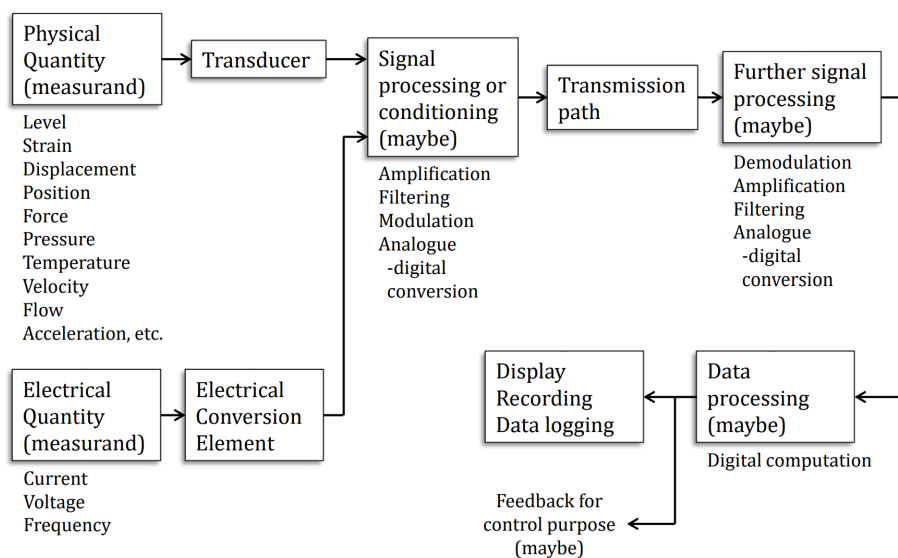 Physical
Quantity
(measurand)
Level
Strain
Displacement
Position
Force
Pressure
Temperature
Velocity
Flow
Acceleration, etc.
Transducer
Signal
processing or
conditioning
(maybe)
Amplification
Filtering
Modulation
Analogue
-digital
conversion
Transmission
path
Further signal
processing
(maybe)
Demodulation
Amplification
Filtering
Analogue
-digital
conversion
Electrical
Quantity
(measurand)
Current
Voltage
Frequency
Electrical
Conversion
Element
Display
Recording
Data logging
Data
processing
(maybe)
Digital computation
Feedback for
control purpose
(maybe)